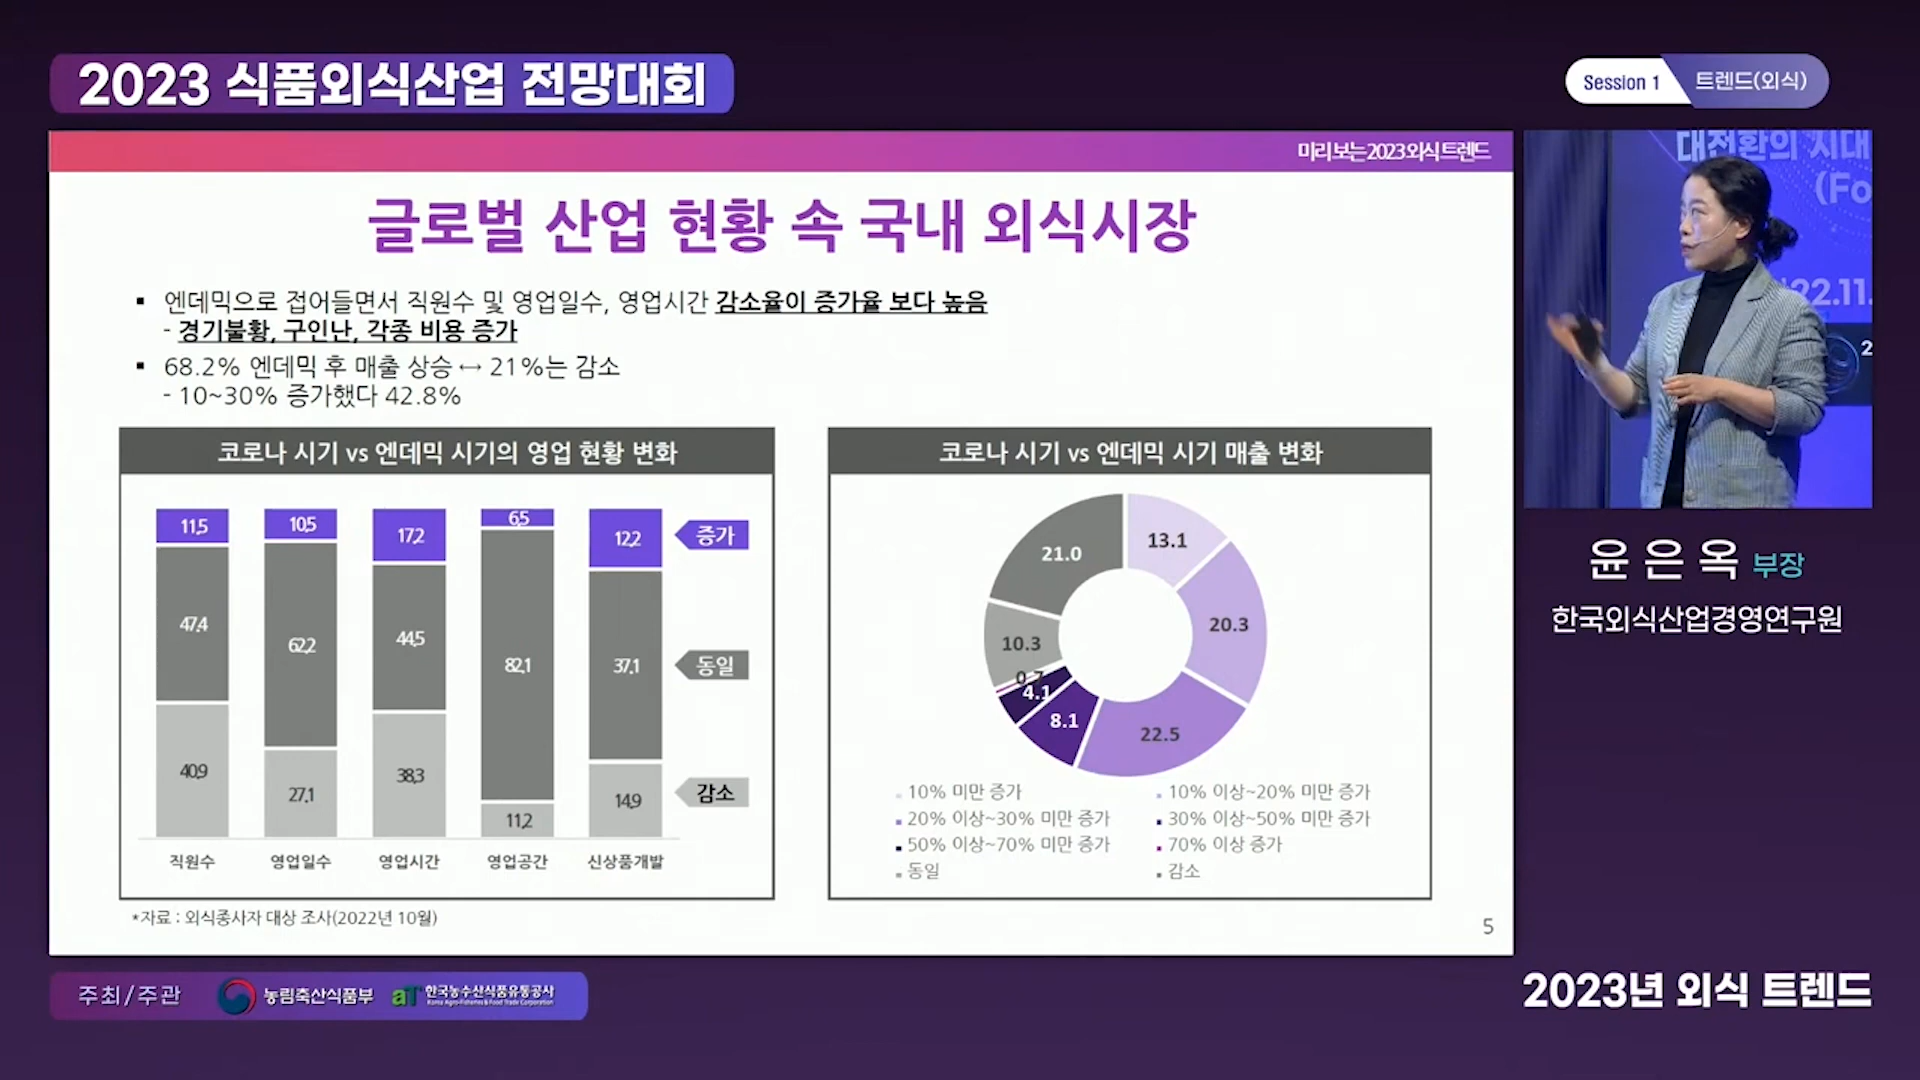 2023 식품외식산업 전망대회
Session 1 트렌드(외식)
미리보는2023외식트렌드
글로벌 산업 현황 속 국내 외식시장
▪ 엔데믹으로 접어들면서 직원수 및 영업일수, 영업시간 감소율이 증가율 보다 높음
- 경기불황, 구인난, 각종 비용 증가
▪ 68.2% 엔데믹 후 매출 상승 ↔ 21%는 감소
- 10~30% 증가했다 42.8%
코로나 시기 vs 엔데믹 시기의 영업 현황 변화
11.5 10.5 17.2 6.5 12.2 증가
47.4 62.2 44.5 82.1 37.1 동일
40.9 27.1 38.3 11.2 14.9 감소
직원수 영업일수 영업시간 영업공간 신상품개발
*자료 : 외식종사자 대상 조사(2022년 10월)
코로나 시기 vs 엔데믹 시기 매출 변화
13.1
20.3
22.5
8.1
4.1
0.7
10.3
21.0
10% 미만 증가 10% 이상~20% 미만 증가
20% 이상~30% 미만 증가 30% 이상~50% 미만 증가
50% 이상~70% 미만 증가 70% 이상 증가
동일 감소
5
대전환의 시대
(Fo
22.11.
2
윤은옥 부장
한국외식산업경영연구원
주최/주관 농림축산식품부 aT 한국농수산식품유통공사
Korea Agro-Fisheries & Food Trade Corporation
2023년 외식 트렌드